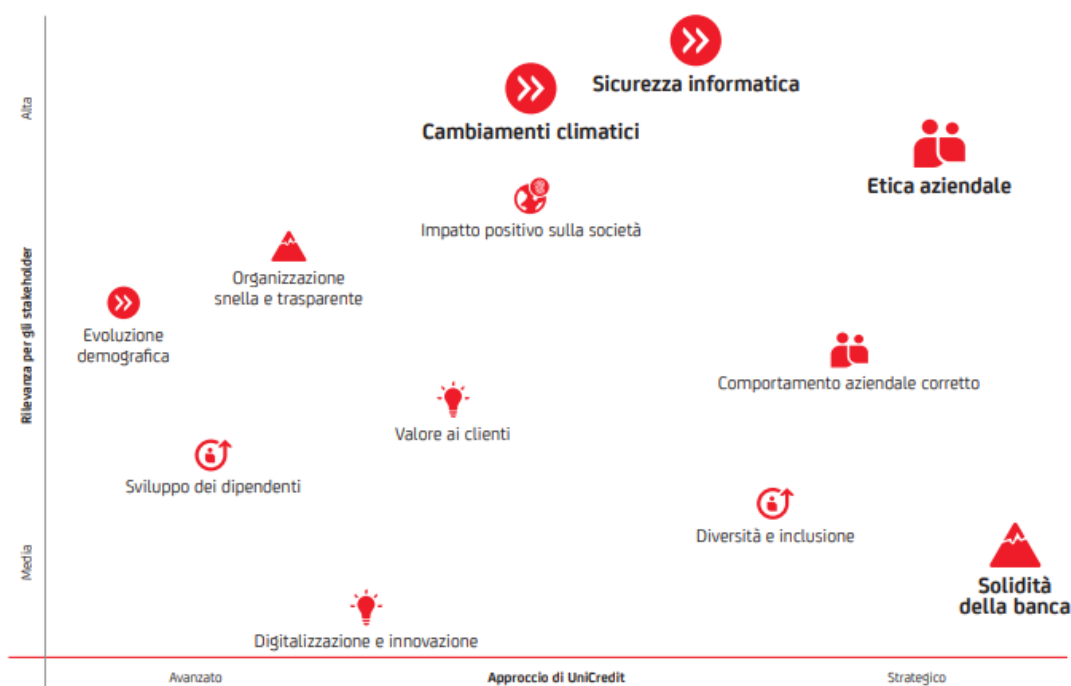 Sicurezza informatica
Alta
Cambiamenti climatici
Etica aziendale
Impatto positivo sulla società
Organizzazione
snella e trasparente
Rilevanza per gli stakeholder
Evoluzione
demografica
Comportamento aziendale corretto
Valore ai clienti
Sviluppo dei dipendenti
Diversità e inclusione
Media
Solidità
della banca
Digitalizzazione e innovazione
Avanzato
Approccio di UniCredit
Strategico